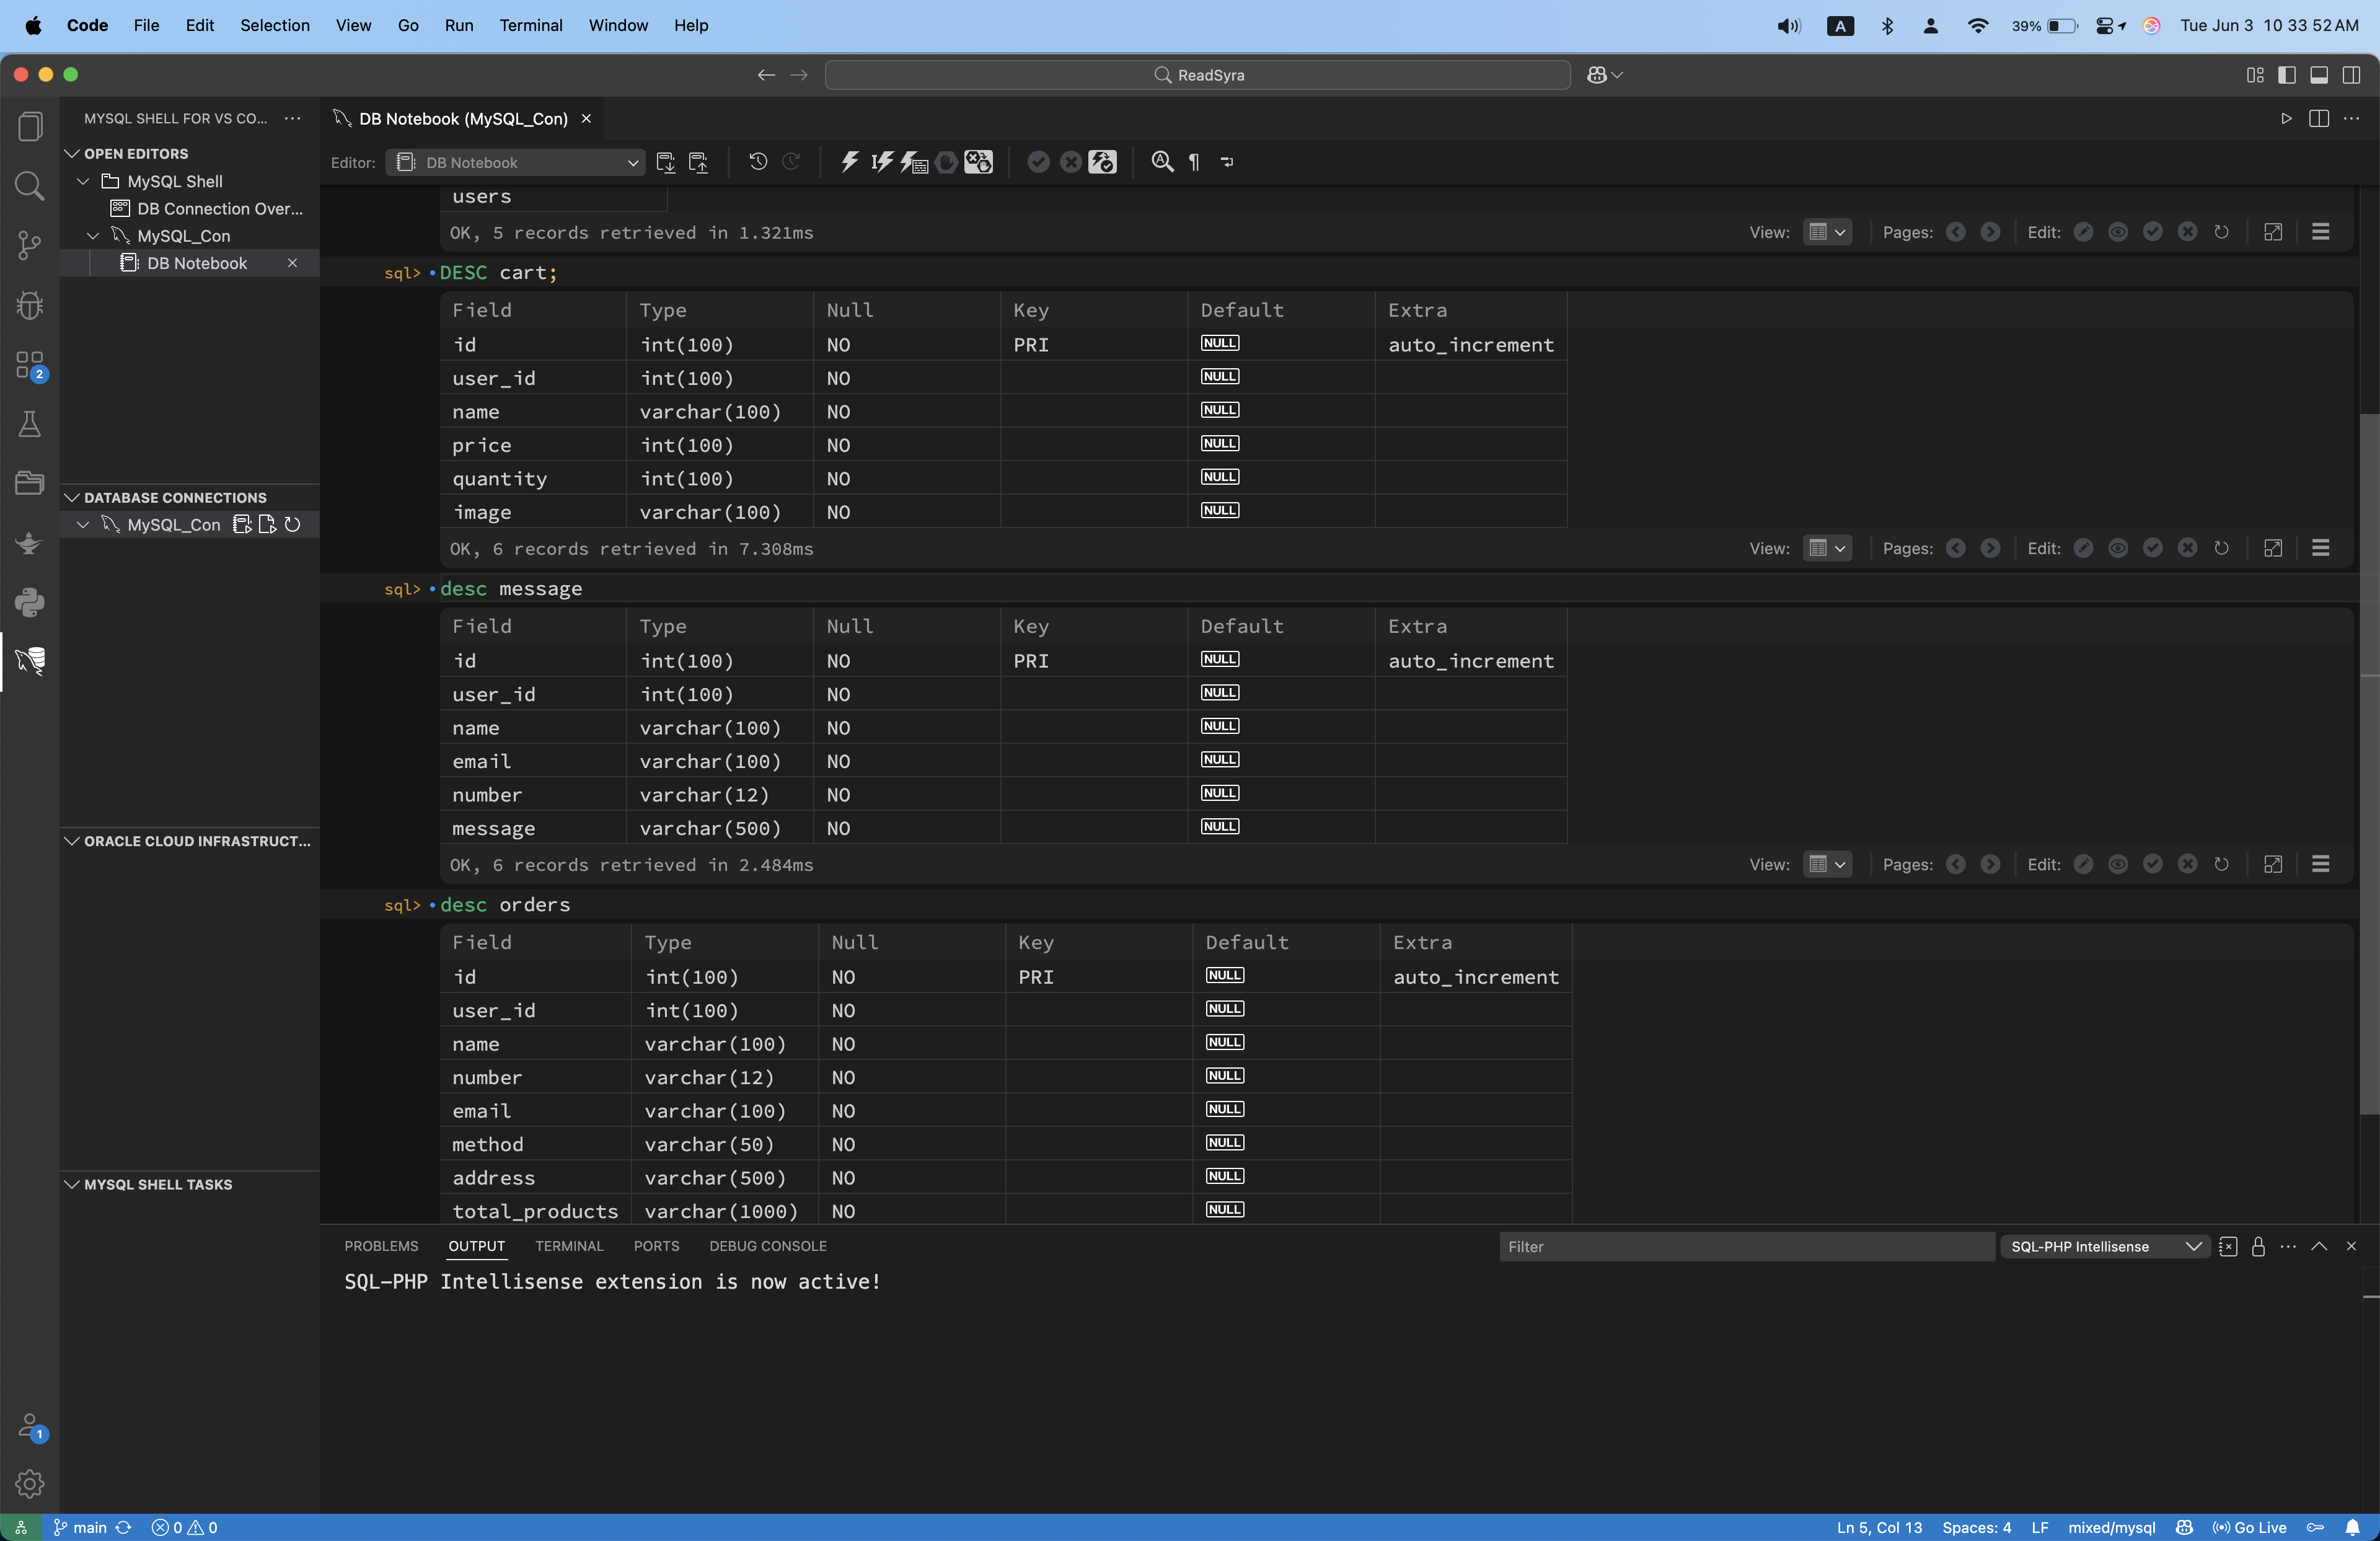 Code File Edit Selection View Go Run Terminal Window Help A 39% Tue Jun 3 10 33 52 AM
ReadSyra
MYSQL SHELL FOR VS CO... ...
OPEN EDITORS
MySQL Shell
DB Connection Over...
MySQL_Con
DB Notebook
2
DATABASE CONNECTIONS
MySQL_Con
ORACLE CLOUD INFRASTRUCT...
MYSQL SHELL TASKS
1
DB Notebook (MySQL_Con)
Editor: DB Notebook
users
OK, 5 records retrieved in 1.321ms View: Pages: Edit:
sql> DESC cart;
Field Type Null Key Default Extra
id int(100) NO PRI NULL auto_increment
user_id int(100) NO NULL
name varchar(100) NO NULL
price int(100) NO NULL
quantity int(100) NO NULL
image varchar(100) NO NULL
OK, 6 records retrieved in 7.308ms View: Pages: Edit:
sql> desc message
Field Type Null Key Default Extra
id int(100) NO PRI NULL auto_increment
user_id int(100) NO NULL
name varchar(100) NO NULL
email varchar(100) NO NULL
number varchar(12) NO NULL
message varchar(500) NO NULL
OK, 6 records retrieved in 2.484ms View: Pages: Edit:
sql> desc orders
Field Type Null Key Default Extra
id int(100) NO PRI NULL auto_increment
user_id int(100) NO NULL
name varchar(100) NO NULL
number varchar(12) NO NULL
email varchar(100) NO NULL
method varchar(50) NO NULL
address varchar(500) NO NULL
total_products varchar(1000) NO NULL
PROBLEMS OUTPUT TERMINAL PORTS DEBUG CONSOLE Filter SQL-PHP Intellisense
SQL-PHP Intellisense extension is now active!
main 0 0 Ln 5, Col 13 Spaces: 4 LF mixed/mysql Go Live